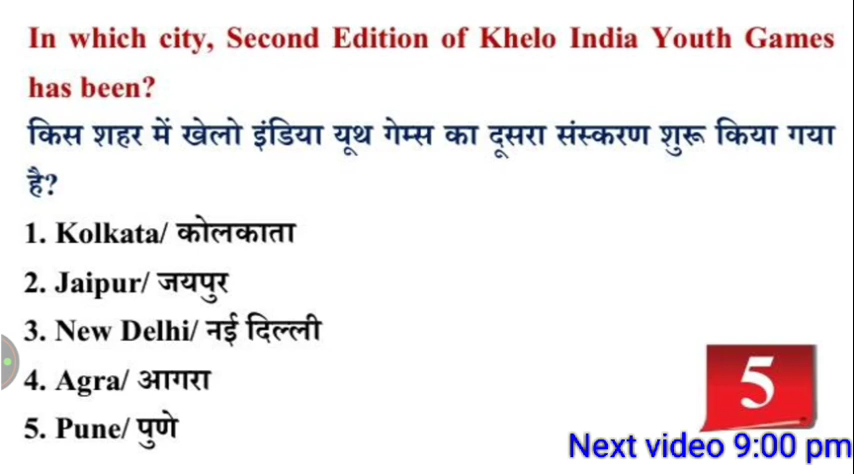 In which city, Second Edition of Khelo India Youth Games
has been?
किस शहर में खेलो इंडिया यूथ गेम्स का दूसरा संस्करण शुरू किया गया
है?
1. Kolkata/ कोलकाता
2. Jaipur/ जयपुर
3. New Delhi/ नई दिल्ली
4. Agra/ आगरा
5. Pune/ पुणे
5
Next video 9:00 pm